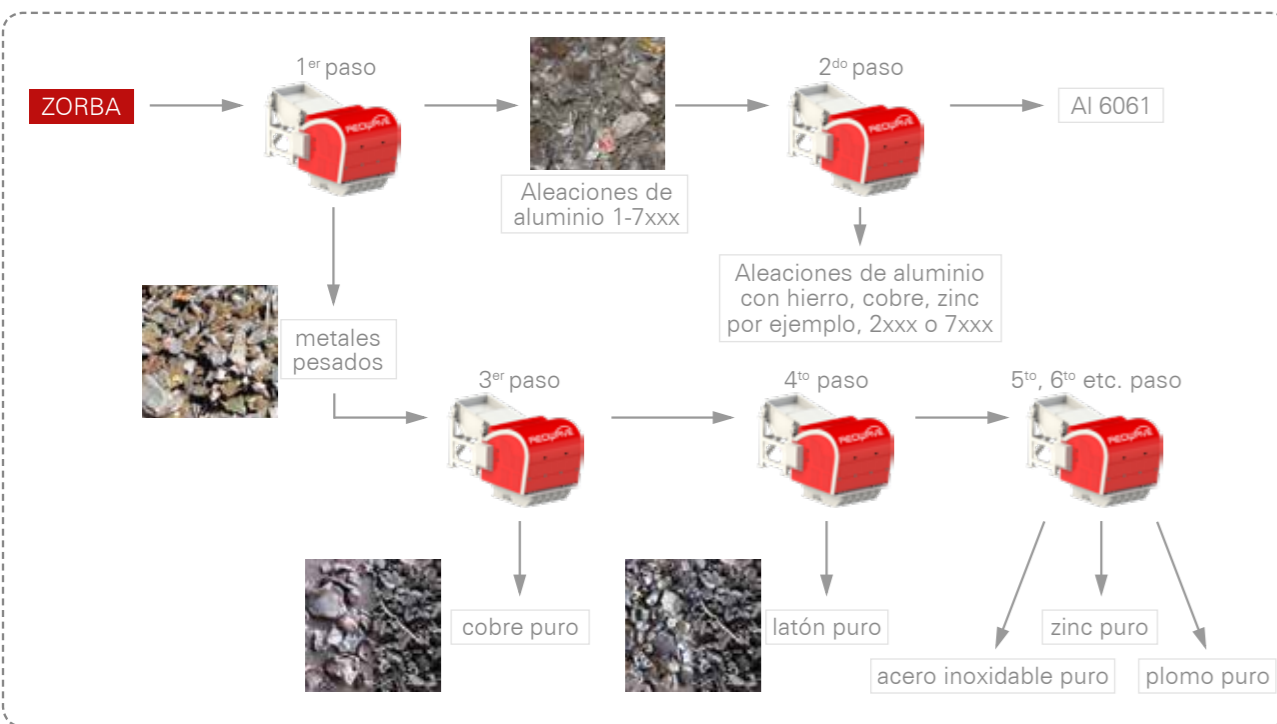 1er paso
2do paso
ZORBA
Al 6061
Aleaciones de
aluminio 1-7xxx
Aleaciones de aluminio
con hierro, cobre, zinc
por ejemplo, 2xxx o 7xxx
metales
pesados
3er paso
4to paso
5to, 6to etc. paso
cobre puro
latón puro
zinc puro
acero inoxidable puro
plomo puro